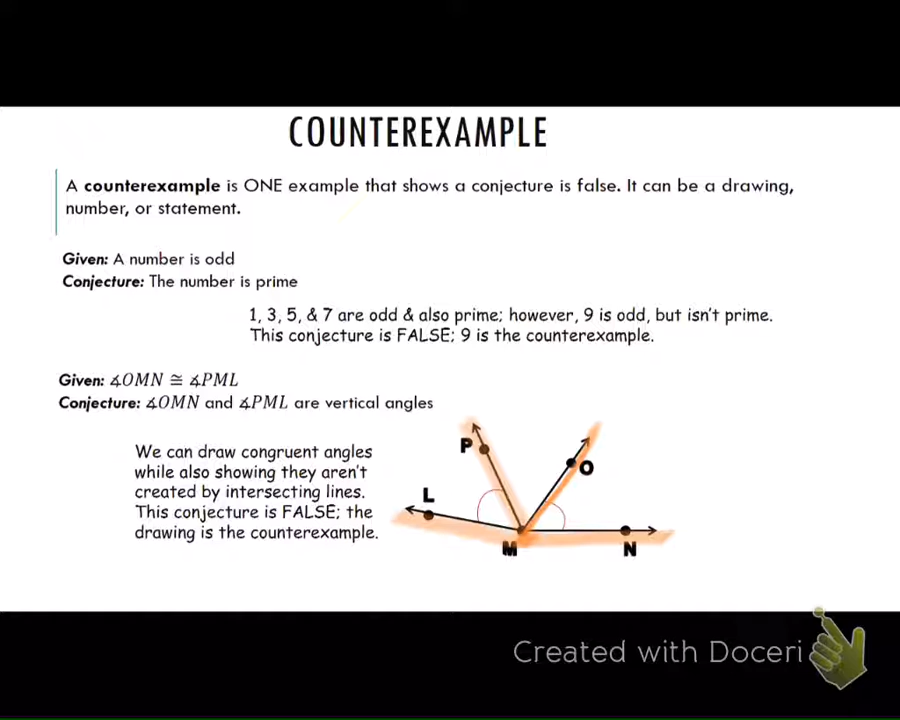 COUNTEREXAMPLE
A counterexample is ONE example that shows a conjecture is false. It can be a drawing,
number, or statement.
Given: A number is odd
Conjecture: The number is prime
1, 3, 5, & 7 are odd & also prime; however, 9 is odd, but isn't prime.
This conjecture is FALSE; 9 is the counterexample.
Given: ∡OMN ≅ ∡PML
Conjecture: ∡OMN and ∡PML are vertical angles
We can draw congruent angles
while also showing they aren't
created by intersecting lines.
This conjecture is FALSE; the
drawing is the counterexample.
P
O
L
M
N
Created with Doceri